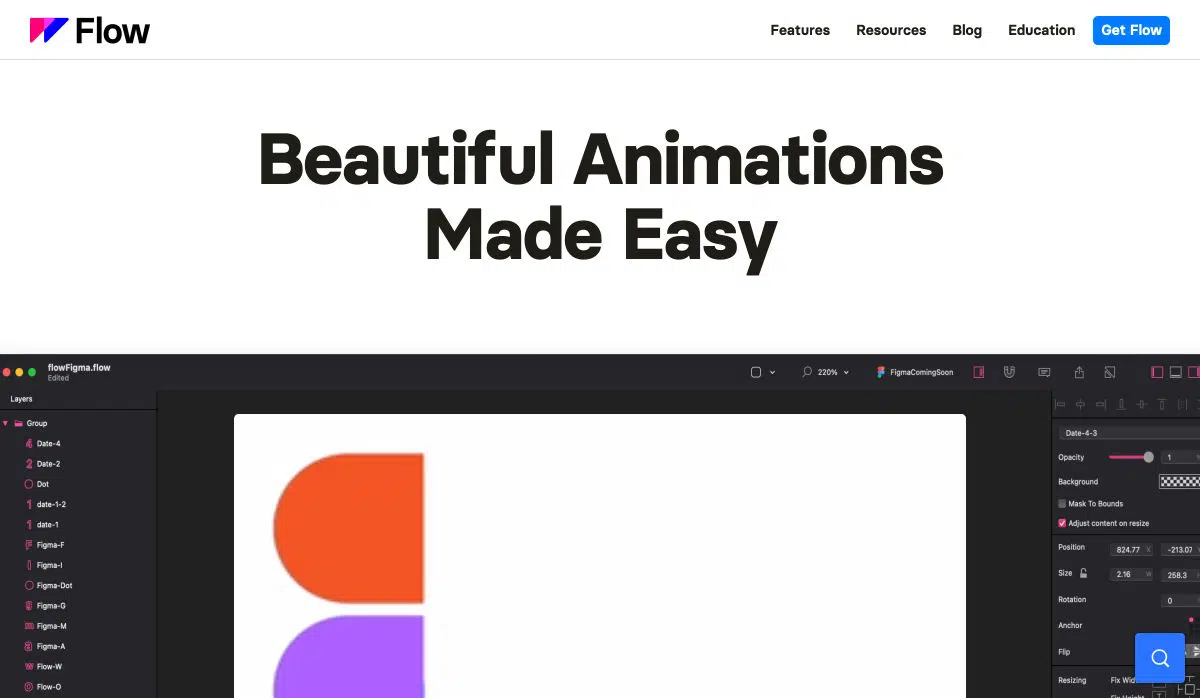 Flow
Features
Resources
Blog
Education
Get Flow
Beautiful Animations
Made Easy
flowFigma.flow
Edited
220%
FigmaComingSoon
Layers
Group
Date-4
Date-2
Dot
date-1-2
date-1
Figma-F
Figma-I
Figma-Dot
Figma-G
Figma-M
Figma-A
Flow-W
Flow-O
Date-4-3
Opacity
1
Background
Mask To Bounds
Adjust content on resize
Position
824.77 X
-213.07
Size
2.16 W
258.3
Rotation
0
Anchor
Flip
Resizing
Fix Wid
Fix Height